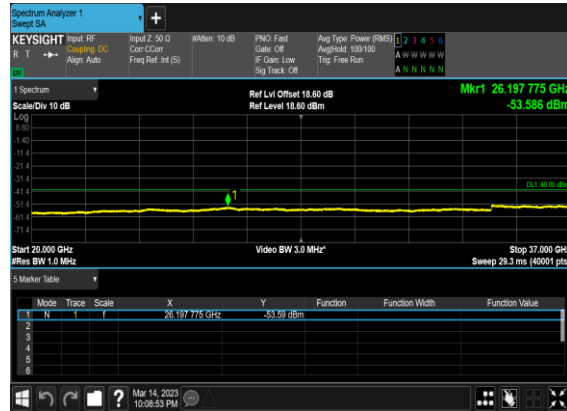 Spectrum Analyzer 1
Swept SA
+
KEYSIGHT Input: RF Input Z: 50 Ω #Atten: 10 dB PNO: Fast Avg Type: Power (RMS) 1 2 3 4 5 6
R T Coupling: DC Corr CCorr Gate: Off Avg|Hold: 100/100 A W W W W W
Align: Auto Freq Ref: Int (S) IF Gain: Low Trig: Free Run
Sig Track: Off A N N N N N
1 Spectrum Ref Lvl Offset 18.60 dB Mkr1 26.197 775 GHz
Scale/Div 10 dB Ref Level 18.60 dBm -53.586 dBm
Log
8.60
-1.40
-11.4
-21.4
-31.4
DL1 -40.00 dBm
-41.4
1
-51.4
-61.4
-71.4
Start 20.000 GHz Video BW 3.0 MHz* Stop 37.000 GHz
#Res BW 1.0 MHz Sweep 29.3 ms (40001 pts)
5 Marker Table
Mode Trace Scale X Y Function Function Width Function Value
1 N 1 f 26.197 775 GHz -53.59 dBm
2
3
4
5
6
? Mar 14, 2023
10:08:53 PM